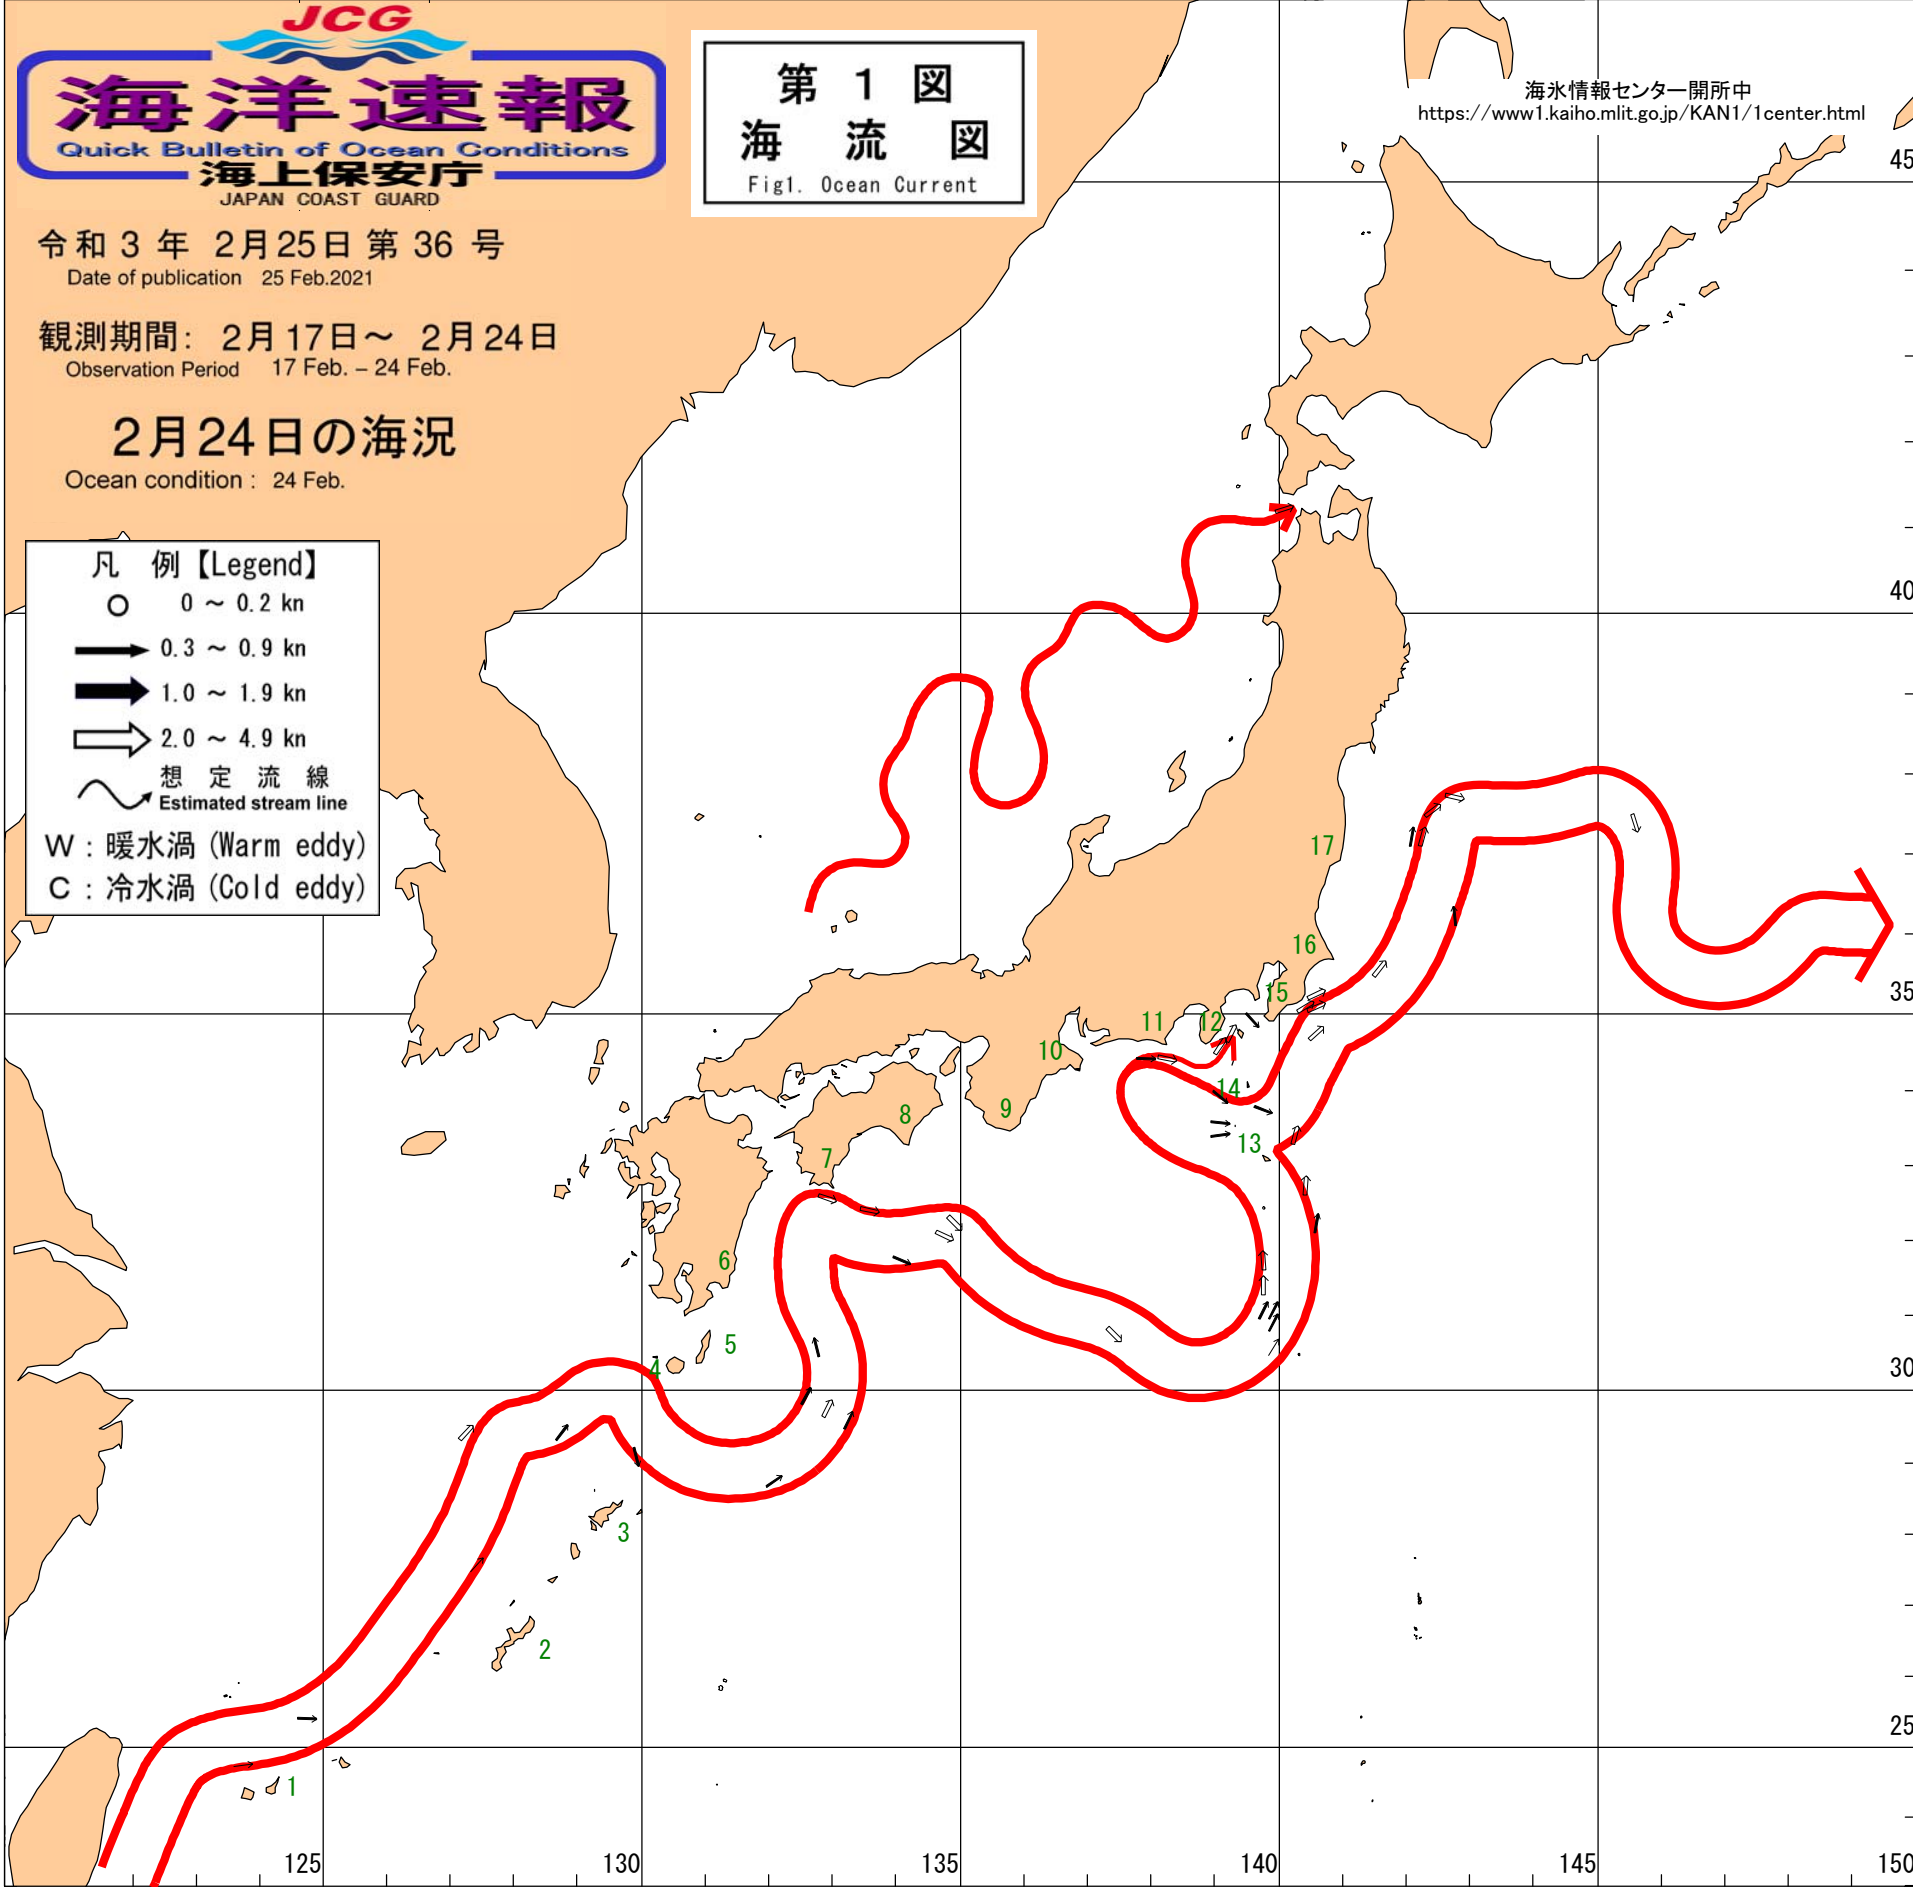 JCG
海洋速報
Quick Bulletin of Ocean Conditions
海上保安庁
JAPAN COAST GUARD
令和 3 年 2月25日 第 36 号
Date of publication 25 Feb.2021
観測期間: 2月17日～ 2月24日
Observation Period 17 Feb. – 24 Feb.
2月24日の海況
Ocean condition : 24 Feb.
第 1 図
海 流 図
Fig1. Ocean Current
海氷情報センター開所中
https://www1.kaiho.mlit.go.jp/KAN1/1center.html
凡 例【Legend】
0 ～ 0.2 kn
0.3 ～ 0.9 kn
1.0 ～ 1.9 kn
2.0 ～ 4.9 kn
想 定 流 線
Estimated stream line
W : 暖水渦 (Warm eddy)
C : 冷水渦 (Cold eddy)
45
40
17
16
35
15
11
12
10
14
9
8
13
7
6
5
4
30
3
2
25
1
125
130
135
140
145
150